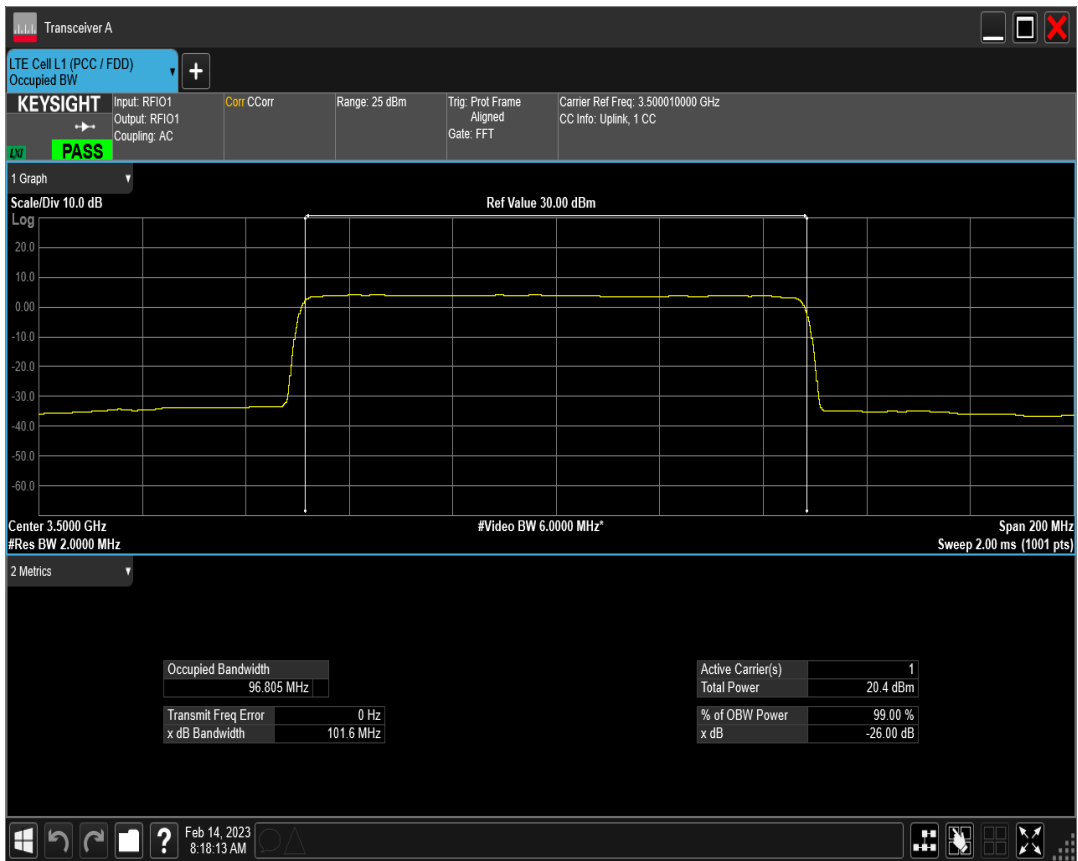 Transceiver A
LTE Cell L1 (PCC / FDD)
Occupied BW
KEYSIGHT
LXI
PASS
Input: RFIO1
Output: RFIO1
Coupling: AC
Corr CCorr
Range: 25 dBm
Trig: Prot Frame
Aligned
Gate: FFT
Carrier Ref Freq: 3.500010000 GHz
CC Info: Uplink, 1 CC
1 Graph
Scale/Div 10.0 dB
Ref Value 30.00 dBm
Log
20.0
10.0
0.00
-10.0
-20.0
-30.0
-40.0
-50.0
-60.0
Center 3.5000 GHz
#Video BW 6.0000 MHz*
Span 200 MHz
#Res BW 2.0000 MHz
Sweep 2.00 ms (1001 pts)
2 Metrics
Occupied Bandwidth
96.805 MHz
Transmit Freq Error 0 Hz
x dB Bandwidth 101.6 MHz
Active Carrier(s) 1
Total Power 20.4 dBm
% of OBW Power 99.00 %
x dB -26.00 dB
?
Feb 14, 2023
8:18:13 AM